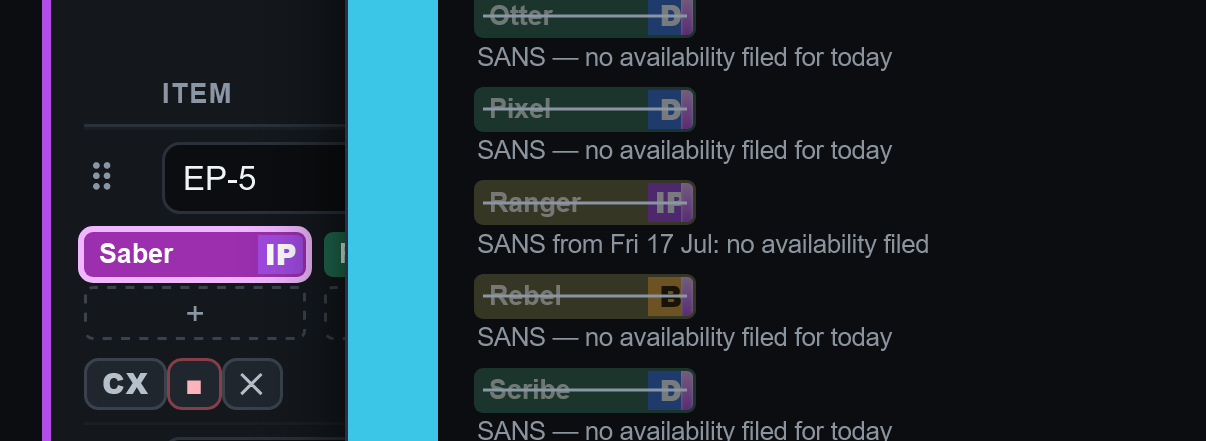 ITEM
EP-5
Saber IP
+
CX
Otter D
SANS — no availability filed for today
Pixel D
SANS — no availability filed for today
Ranger IP
SANS from Fri 17 Jul: no availability filed
Rebel B
SANS — no availability filed for today
Scribe D
SANS — no availability filed for today